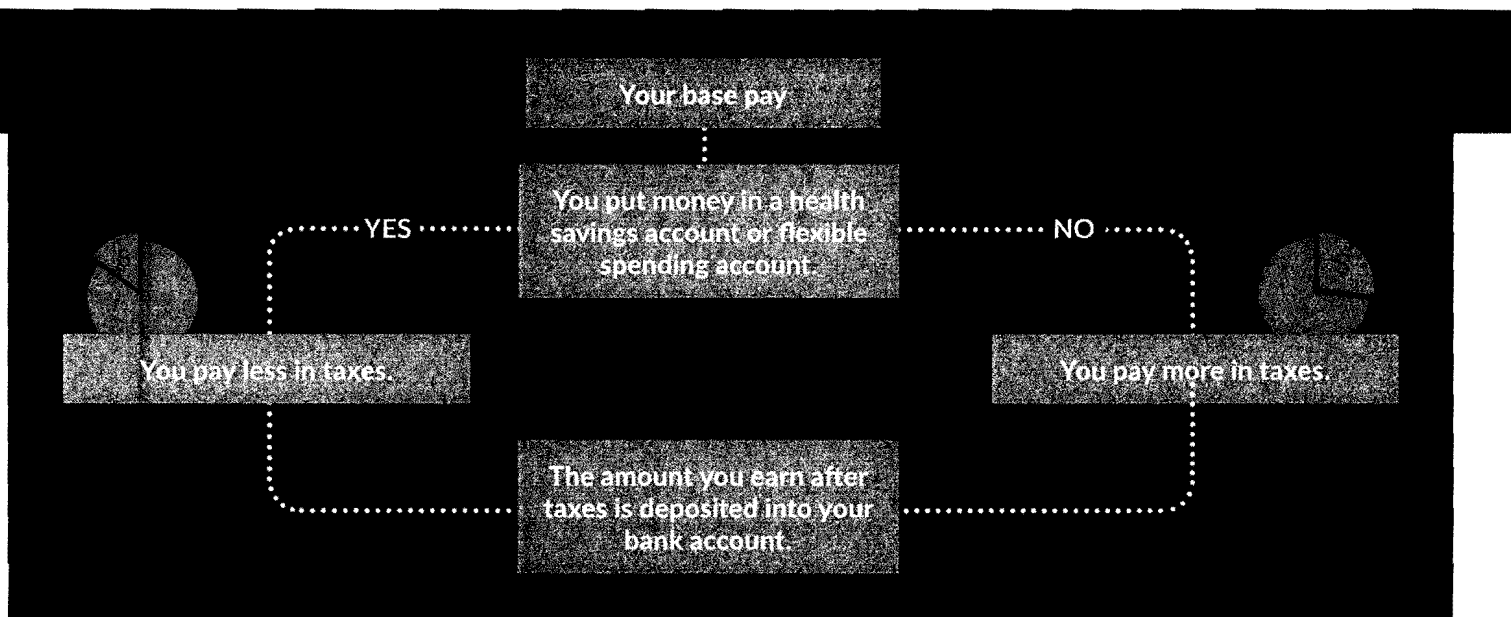 Your base pay
You put money in a health
savings account or flexible
spending account.
YES
NO
You pay less in taxes.
You pay more in taxes.
The amount you earn after
taxes is deposited into your
bank account.